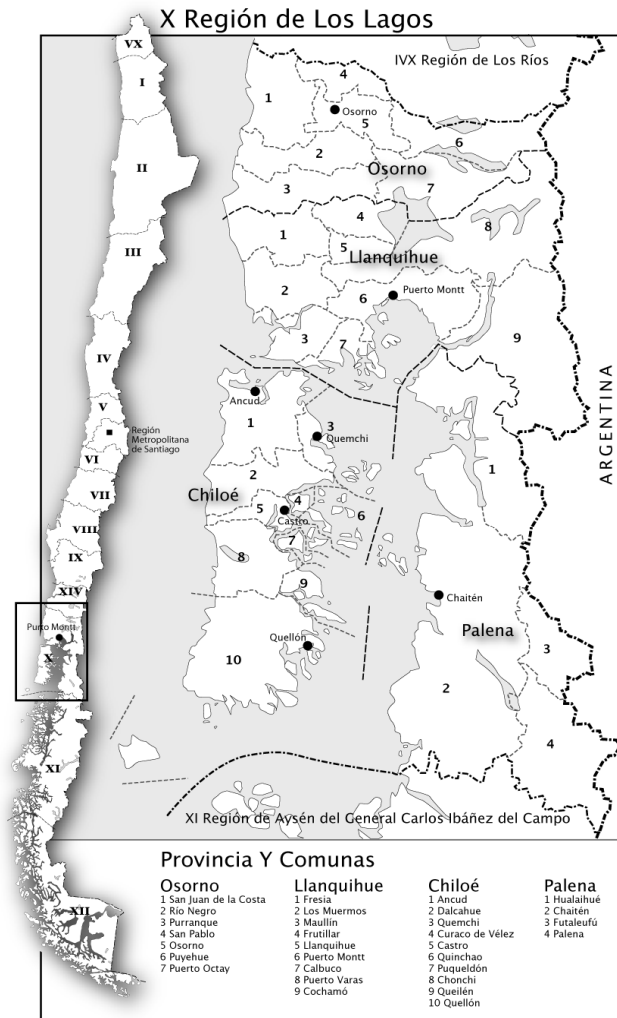 X Región de Los Lagos
VX
I
II
III
IV
V
Región
Metropolitana
de Santiago
VI
VII
VIII
IX
XIV
Purto Montt
X
XI
XII
IVX Región de Los Ríos
4
1
Osorno
5
2
6
Osorno
3
7
4
8
1
5
Llanquihue
2
6
Puerto Montt
3
7
9
ARGENTINA
Ancud
1
3
Quemchi
1
2
Chiloé
4
5
Castro
6
7
8
9
Chaitén
Quellón
Palena
3
10
2
4
XI Región de Aysén del General Carlos Ibáñez del Campo
Provincia Y Comunas
Osorno
1 San Juan de la Costa
2 Río Negro
3 Purranque
4 San Pablo
5 Osorno
6 Puyehue
7 Puerto Octay
Llanquihue
1 Fresia
2 Los Muermos
3 Maullín
4 Frutillar
5 Llanquihue
6 Puerto Montt
7 Calbuco
8 Puerto Varas
9 Cochamó
Chiloé
1 Ancud
2 Dalcahue
3 Quemchi
4 Curaco de Vélez
5 Castro
6 Quinchao
7 Puqueldón
8 Chonchi
9 Queilén
10 Quellón
Palena
1 Hualaihué
2 Chaitén
3 Futaleufú
4 Palena